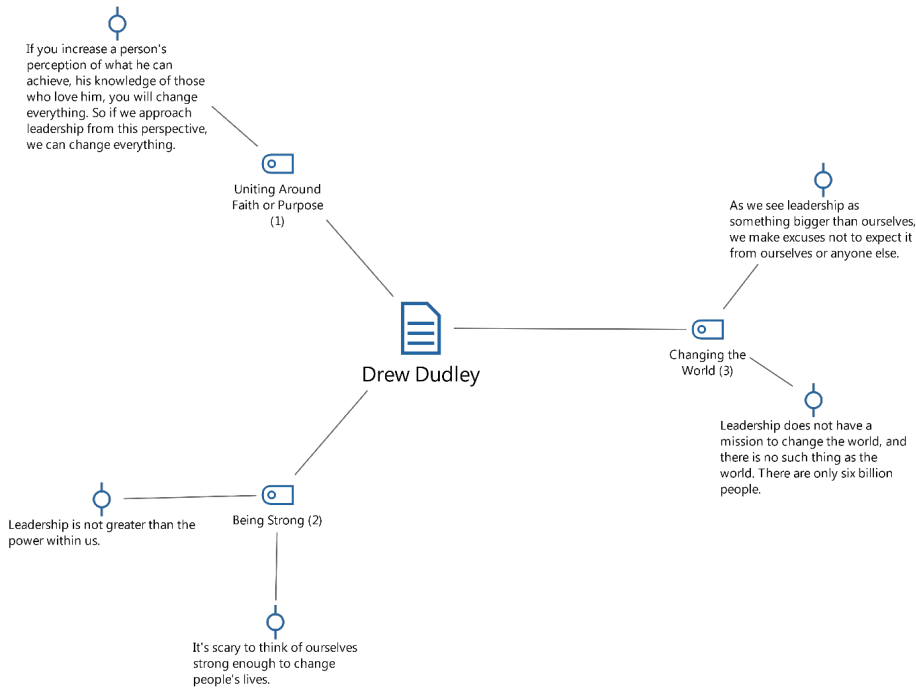 If you increase a person's
perception of what he can
achieve, his knowledge of those
who love him, you will change
everything. So if we approach
leadership from this perspective,
we can change everything.
Uniting Around
Faith or Purpose
(1)
As we see leadership as
something bigger than ourselves,
we make excuses not to expect it
from ourselves or anyone else.
Drew Dudley
Changing the
World (3)
Leadership does not have a
mission to change the world, and
there is no such thing as the
world. There are only six billion
people.
Being Strong (2)
Leadership is not greater than the
power within us.
It's scary to think of ourselves
strong enough to change
people's lives.